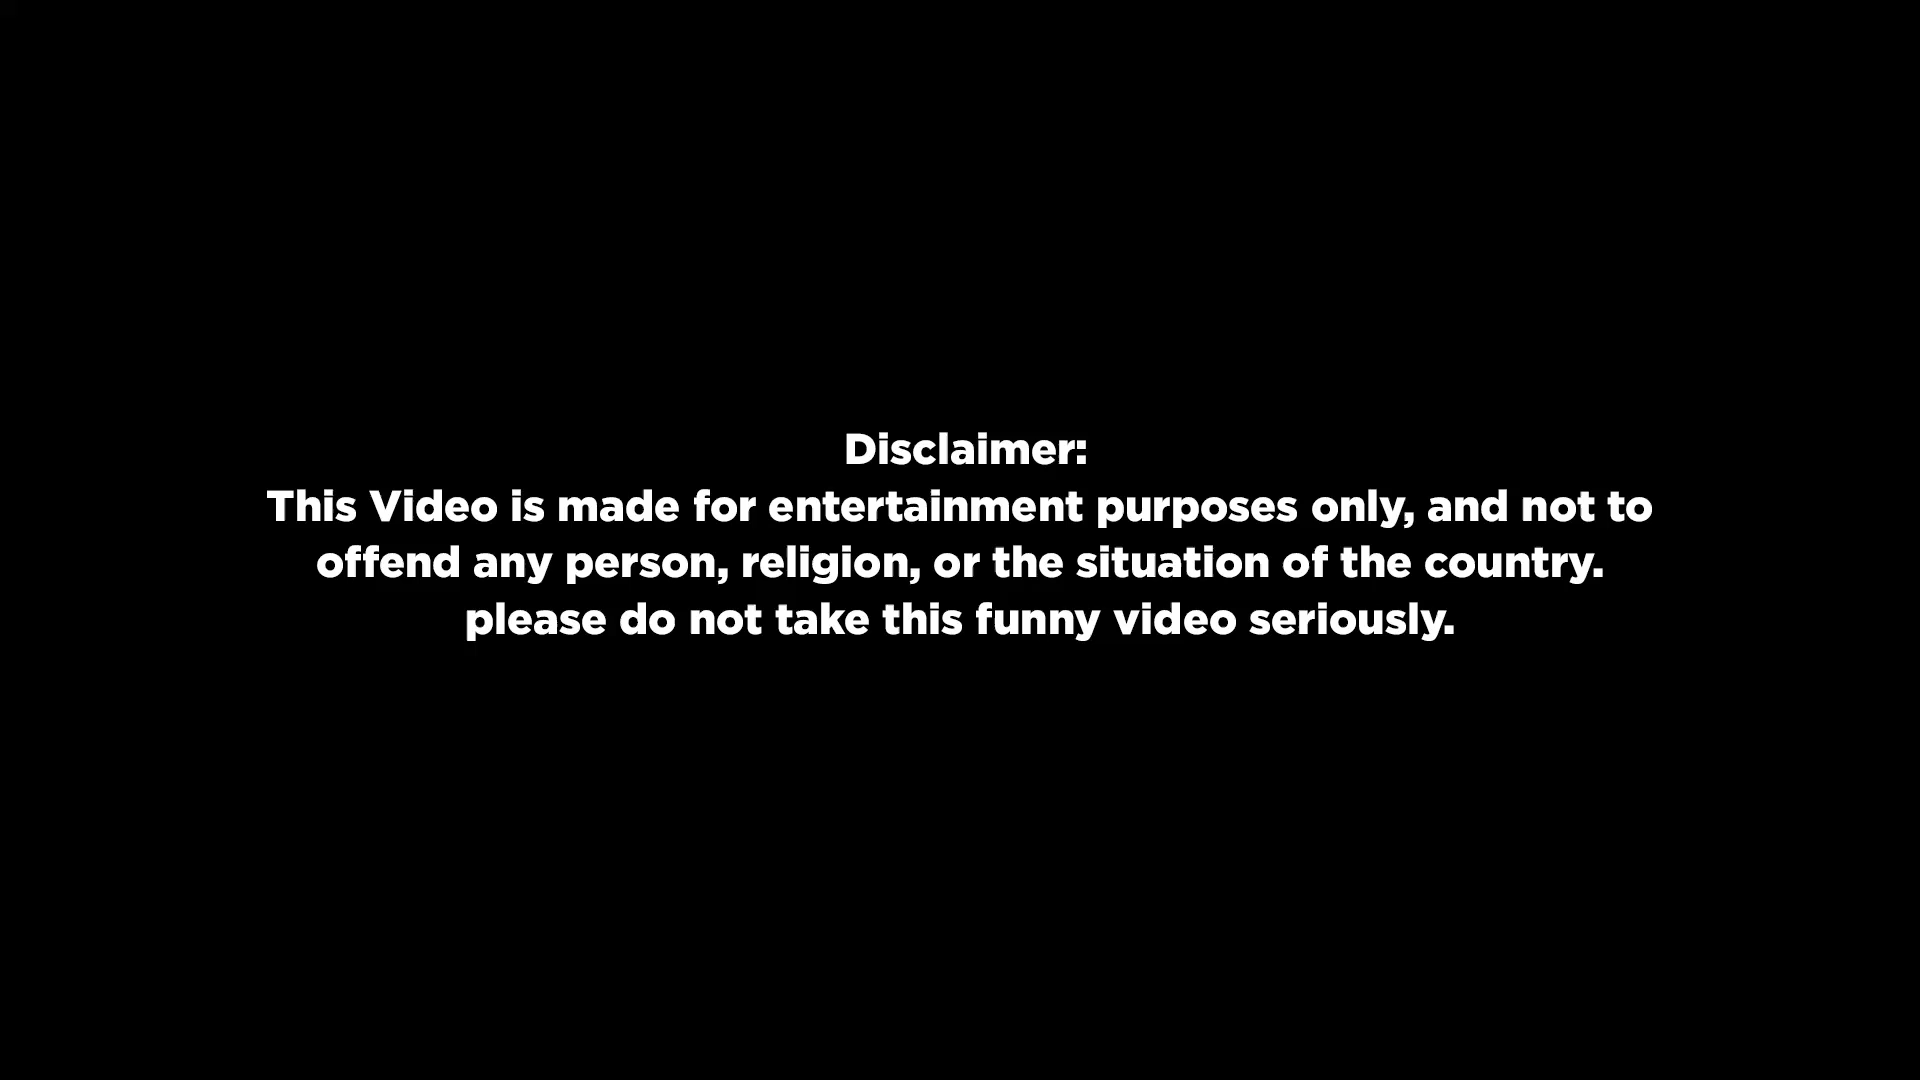 Disclaimer:
This Video is made for entertainment purposes only, and not to
offend any person, religion, or the situation of the country.
please do not take this funny video seriously.